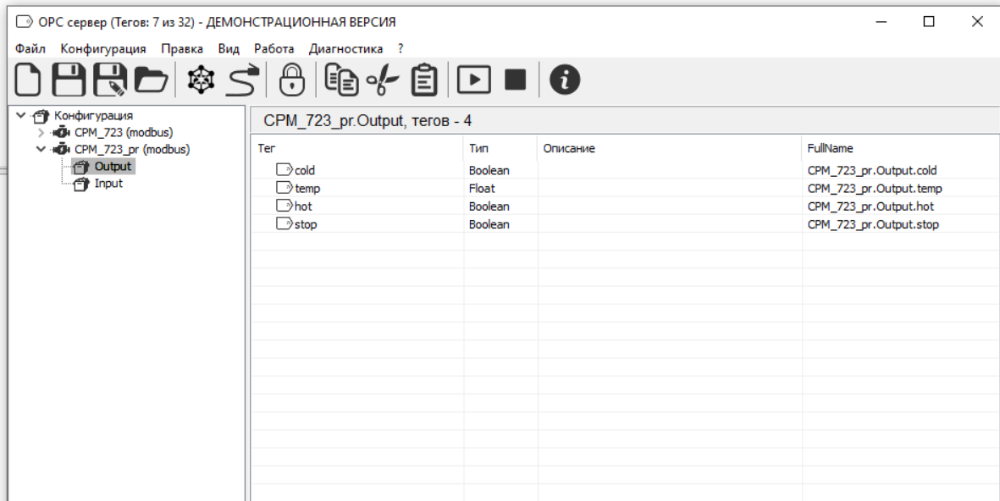 OPC сервер (Тегов: 7 из 32) - ДЕМОНСТРАЦИОННАЯ ВЕРСИЯ
Файл Конфигурация Правка Вид Работа Диагностика ?
Конфигурация
CPM_723 (modbus)
CPM_723_pr (modbus)
Output
Input
CPM_723_pr.Output, тегов - 4
Тег Тип Описание FullName
cold Boolean CPM_723_pr.Output.cold
temp Float CPM_723_pr.Output.temp
hot Boolean CPM_723_pr.Output.hot
stop Boolean CPM_723_pr.Output.stop